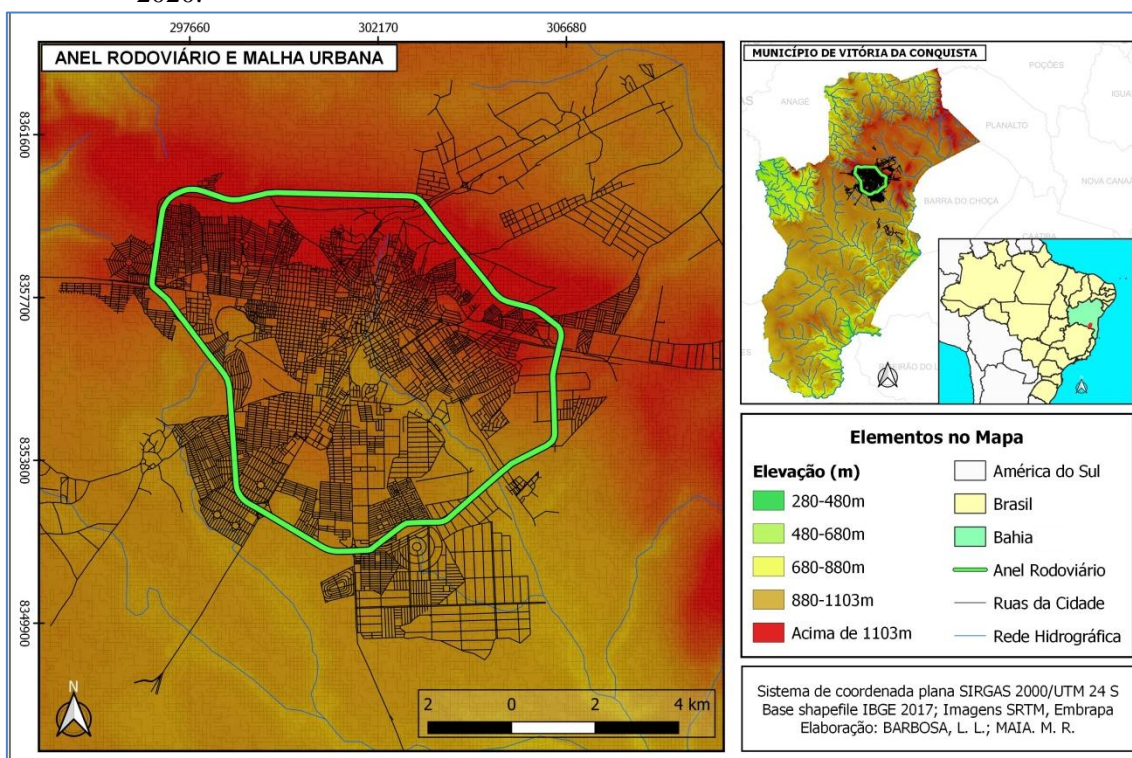 2020.
297660
302170
306680
ANEL RODOVIÁRIO E MALHA URBANA
8361600
8357700
8353800
8349900
N
2 0 2 4 km
MUNICÍPIO DE VITÓRIA DA CONQUISTA
POÇÕES
ANAGÉ
PLANALTO
BARRA DO CHOÇA
CAATIBA
Elementos no Mapa
Elevação (m)
280-480m
480-680m
680-880m
880-1103m
Acima de 1103m
América do Sul
Brasil
Bahia
Anel Rodoviário
Ruas da Cidade
Rede Hidrográfica
Sistema de coordenada plana SIRGAS 2000/UTM 24 S
Base shapefile IBGE 2017; Imagens SRTM, Embrapa
Elaboração: BARBOSA, L. L.; MAIA. M. R.